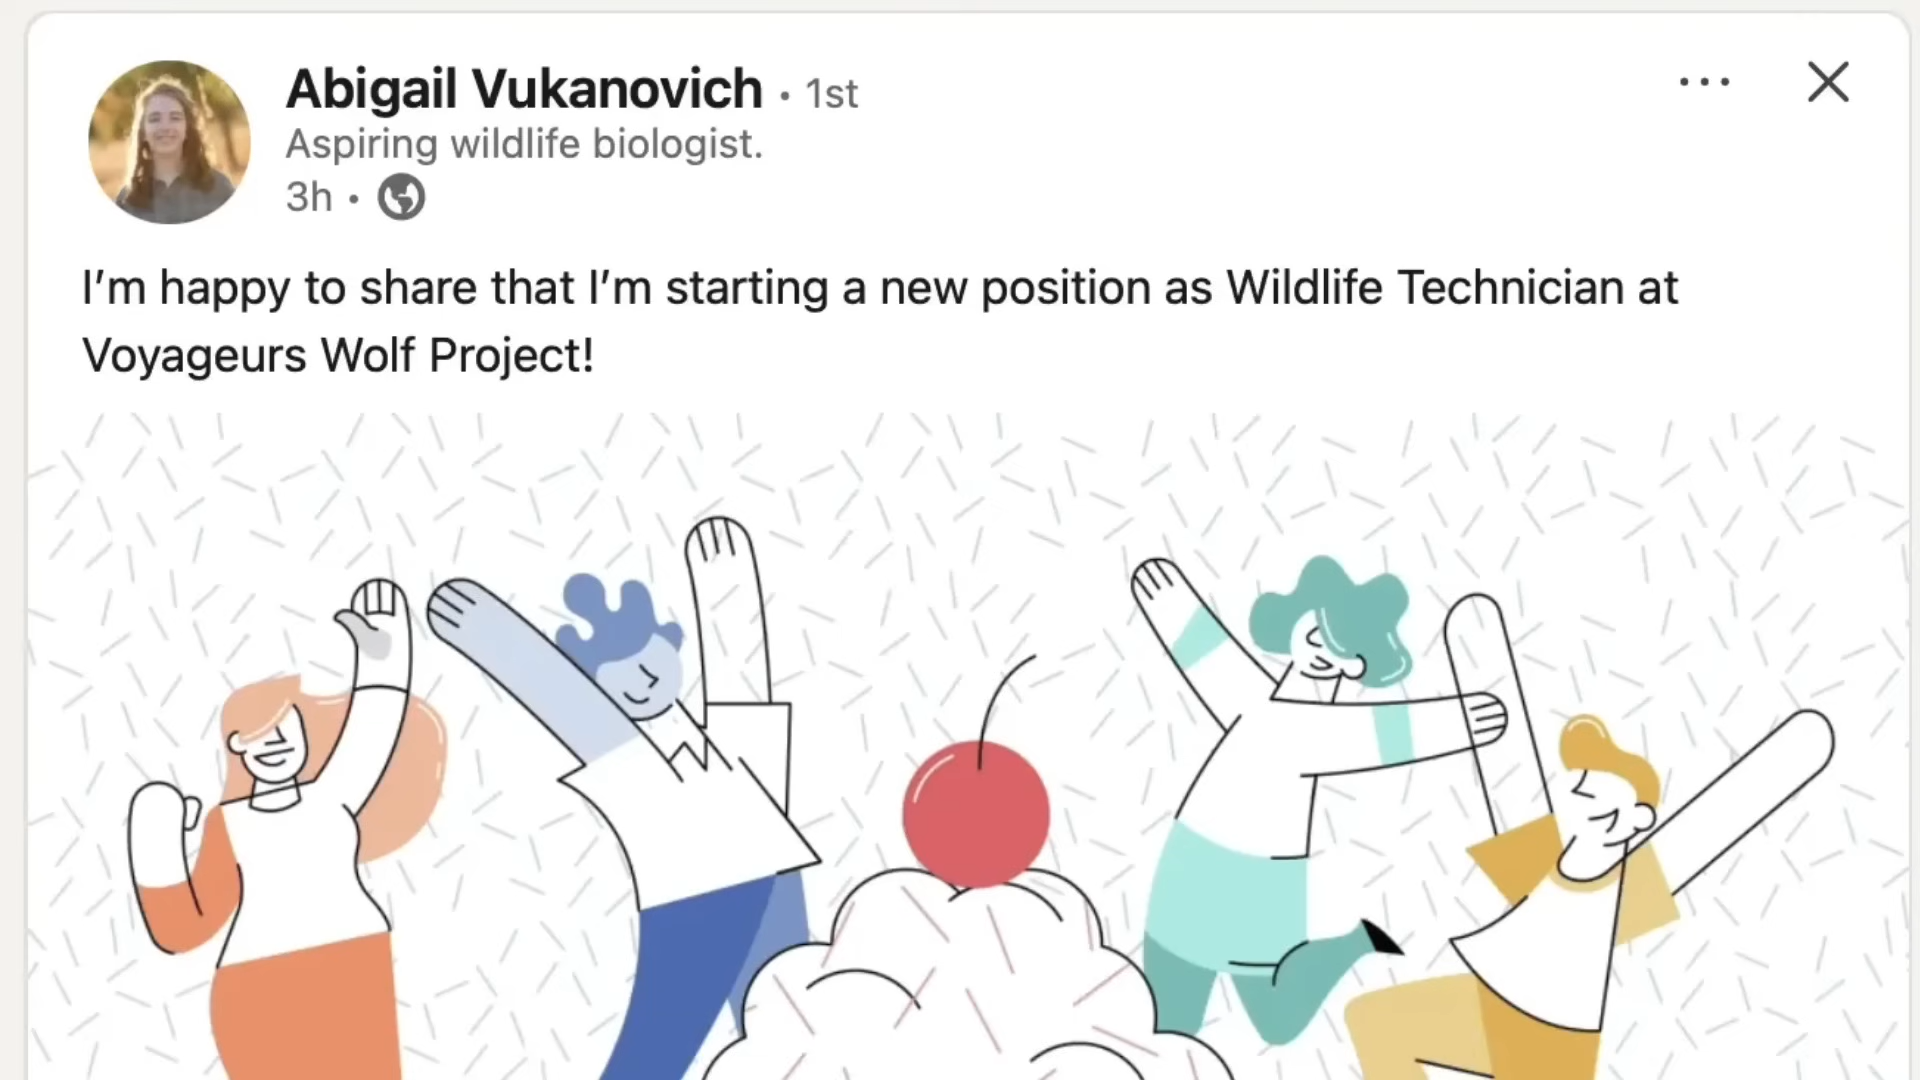 Abigail Vukanovich · 1st
Aspiring wildlife biologist.
3h ·
I’m happy to share that I’m starting a new position as Wildlife Technician at
Voyageurs Wolf Project!